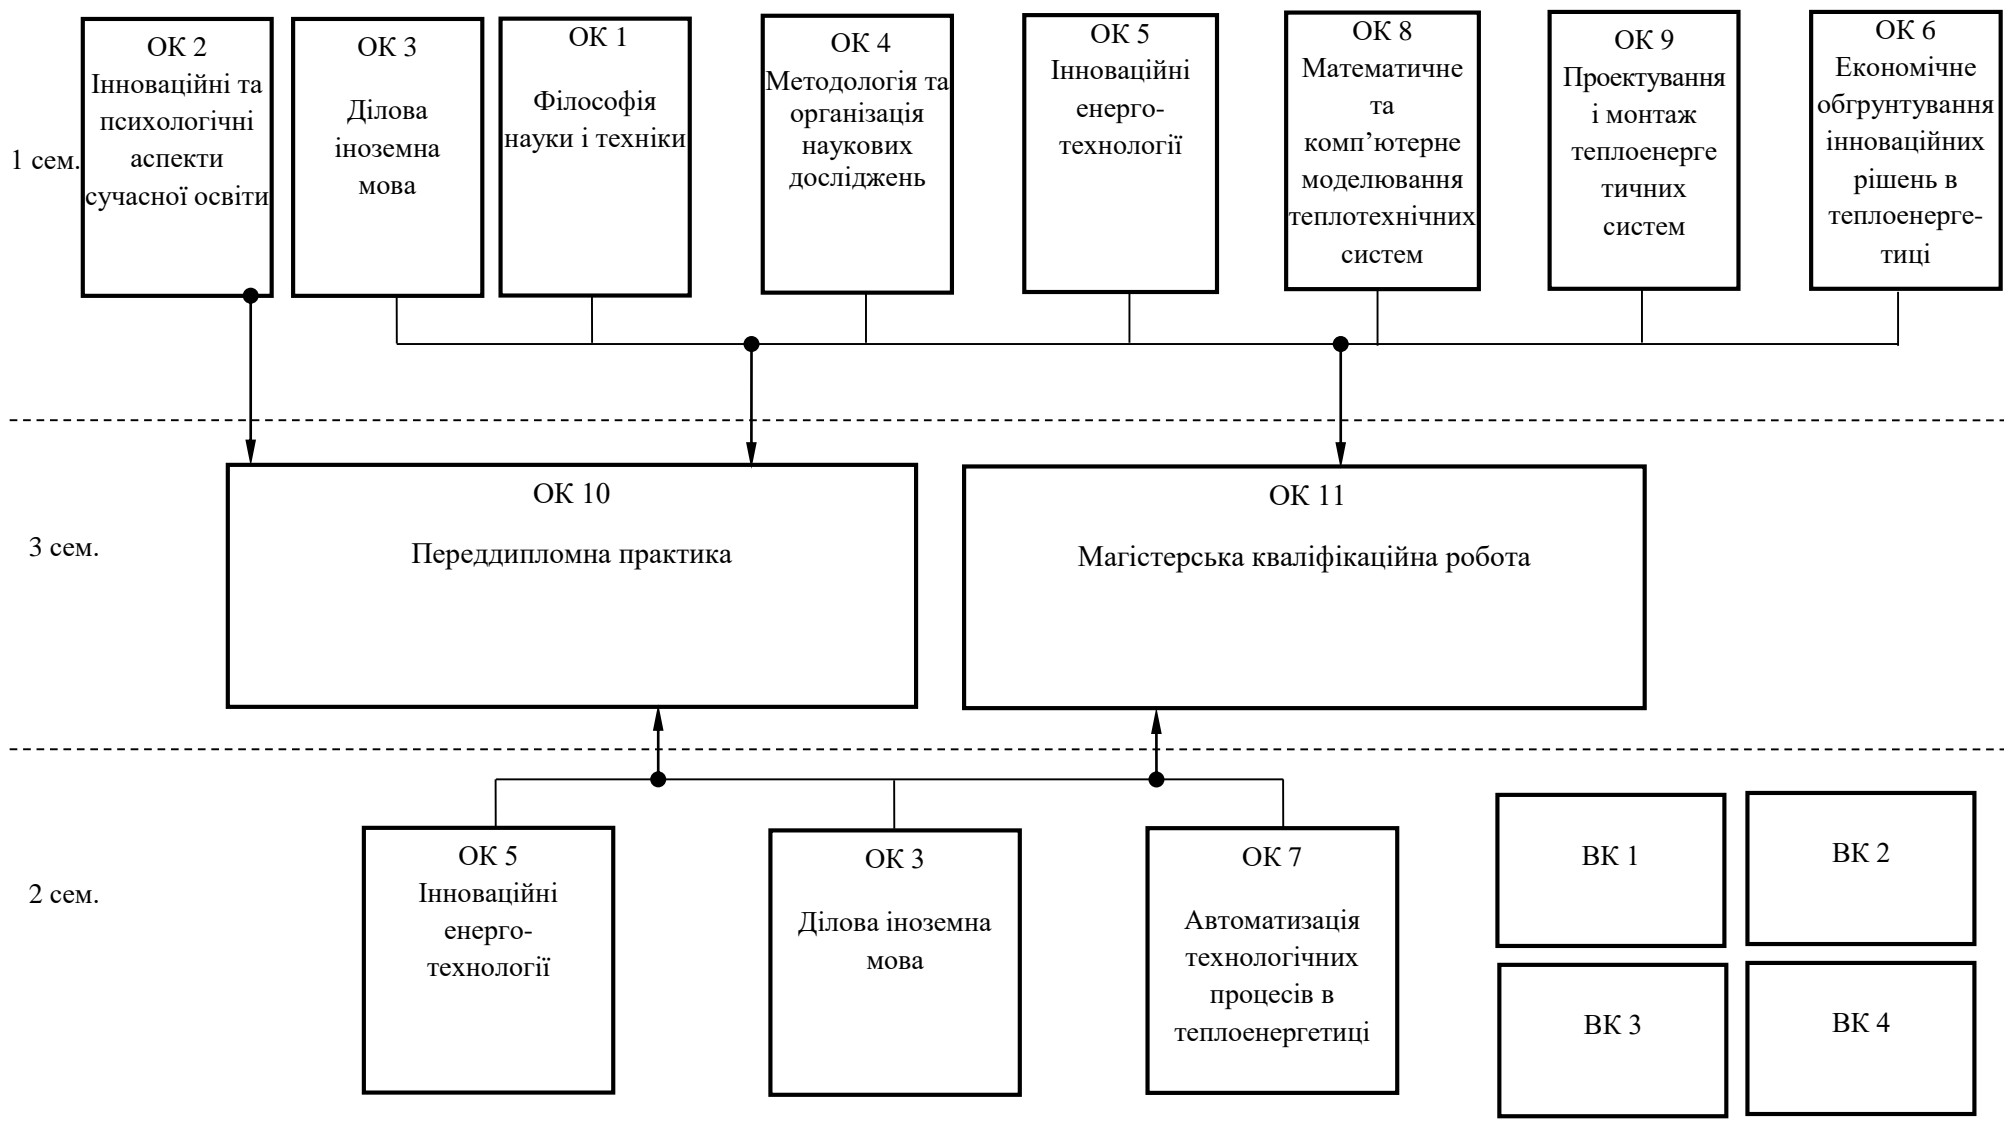 1 сем.
ОК 2
Інноваційні та
психологічні
аспекти
сучасної освіти
ОК 3
Ділова
іноземна
мова
ОК 1
Філософія
науки і техніки
ОК 4
Методологія та
організація
наукових
досліджень
ОК 5
Інноваційні
енерго-
технології
ОК 8
Математичне
та
комп’ютерне
моделювання
теплотехнічних
систем
ОК 9
Проектування
і монтаж
теплоенерге
тичних
систем
ОК 6
Економічне
обгрунтування
інноваційних
рішень в
теплоенерге-
тиці
3 сем.
ОК 10
Переддипломна практика
ОК 11
Магістерська кваліфікаційна робота
2 сем.
ОК 5
Інноваційні
енерго-
технології
ОК 3
Ділова іноземна
мова
ОК 7
Автоматизація
технологічних
процесів в
теплоенергетиці
ВК 1
ВК 2
ВК 3
ВК 4